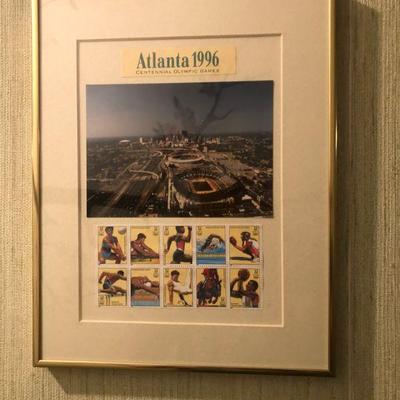 Atlanta 1996
CENTENNIAL OLYMPIC GAMES